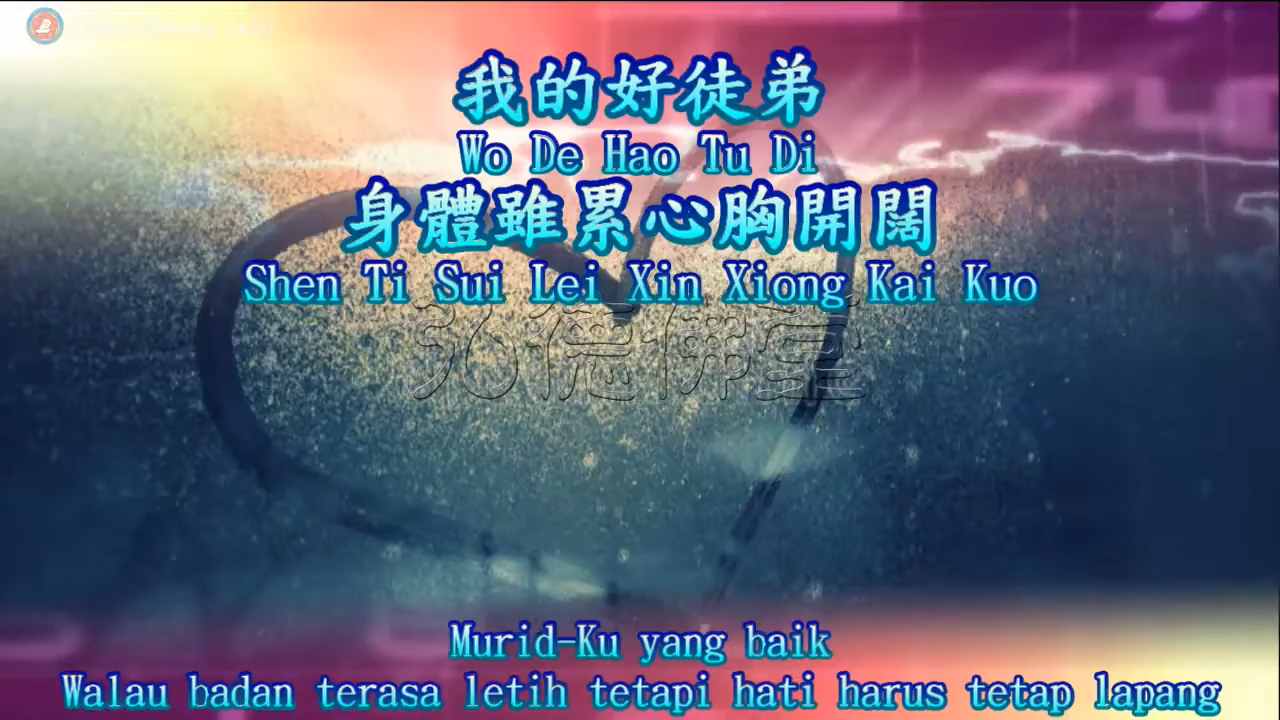 我的好徒弟
Wo De Hao Tu Di
身體雖累心胸開闊
Shen Ti Sui Lei Xin Xiong Kai Kuo
弘德佛堂
Murid-Ku yang baik
Walau badan terasa letih tetapi hati harus tetap lapang